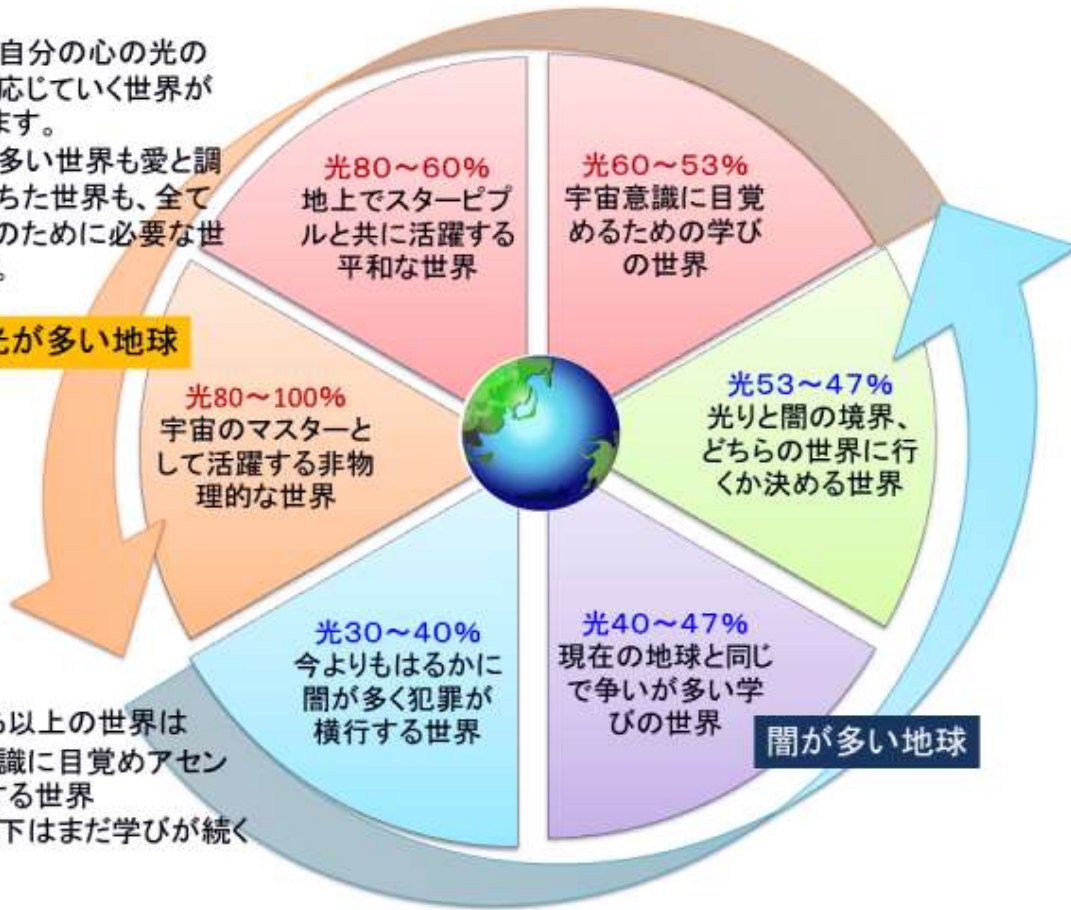 自分の心の光の
応じていく世界が
ます。
多い世界も愛と調
ちた世界も、全て
のために必要な世
。
光が多い地球
光80～60%
地上でスターピプ
ルと共に活躍する
平和な世界
光60～53%
宇宙意識に目覚
めるための学び
の世界
光80～100%
宇宙のマスターと
して活躍する非物
理的な世界
光53～47%
光りと闇の境界、
どちらの世界に行
くか決める世界
光30～40%
今よりもはるかに
闇が多く犯罪が
横行する世界
光40～47%
現在の地球と同じ
で争いが多い学
びの世界
闇が多い地球
以上の世界は
識に目覚めアセン
する世界
下はまだ学びが続く